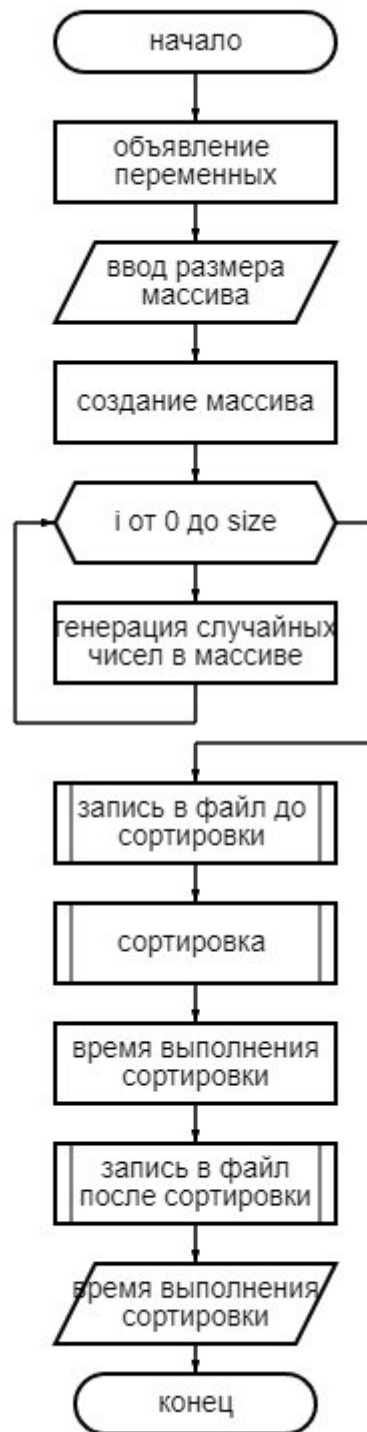 начало
объявление
переменных
ввод размера
массива
создание массива
i от 0 до size
генерация случайных
чисел в массиве
запись в файл до
сортировки
сортировка
время выполнения
сортировки
запись в файл
после сортировки
время выполнения
сортировки
конец